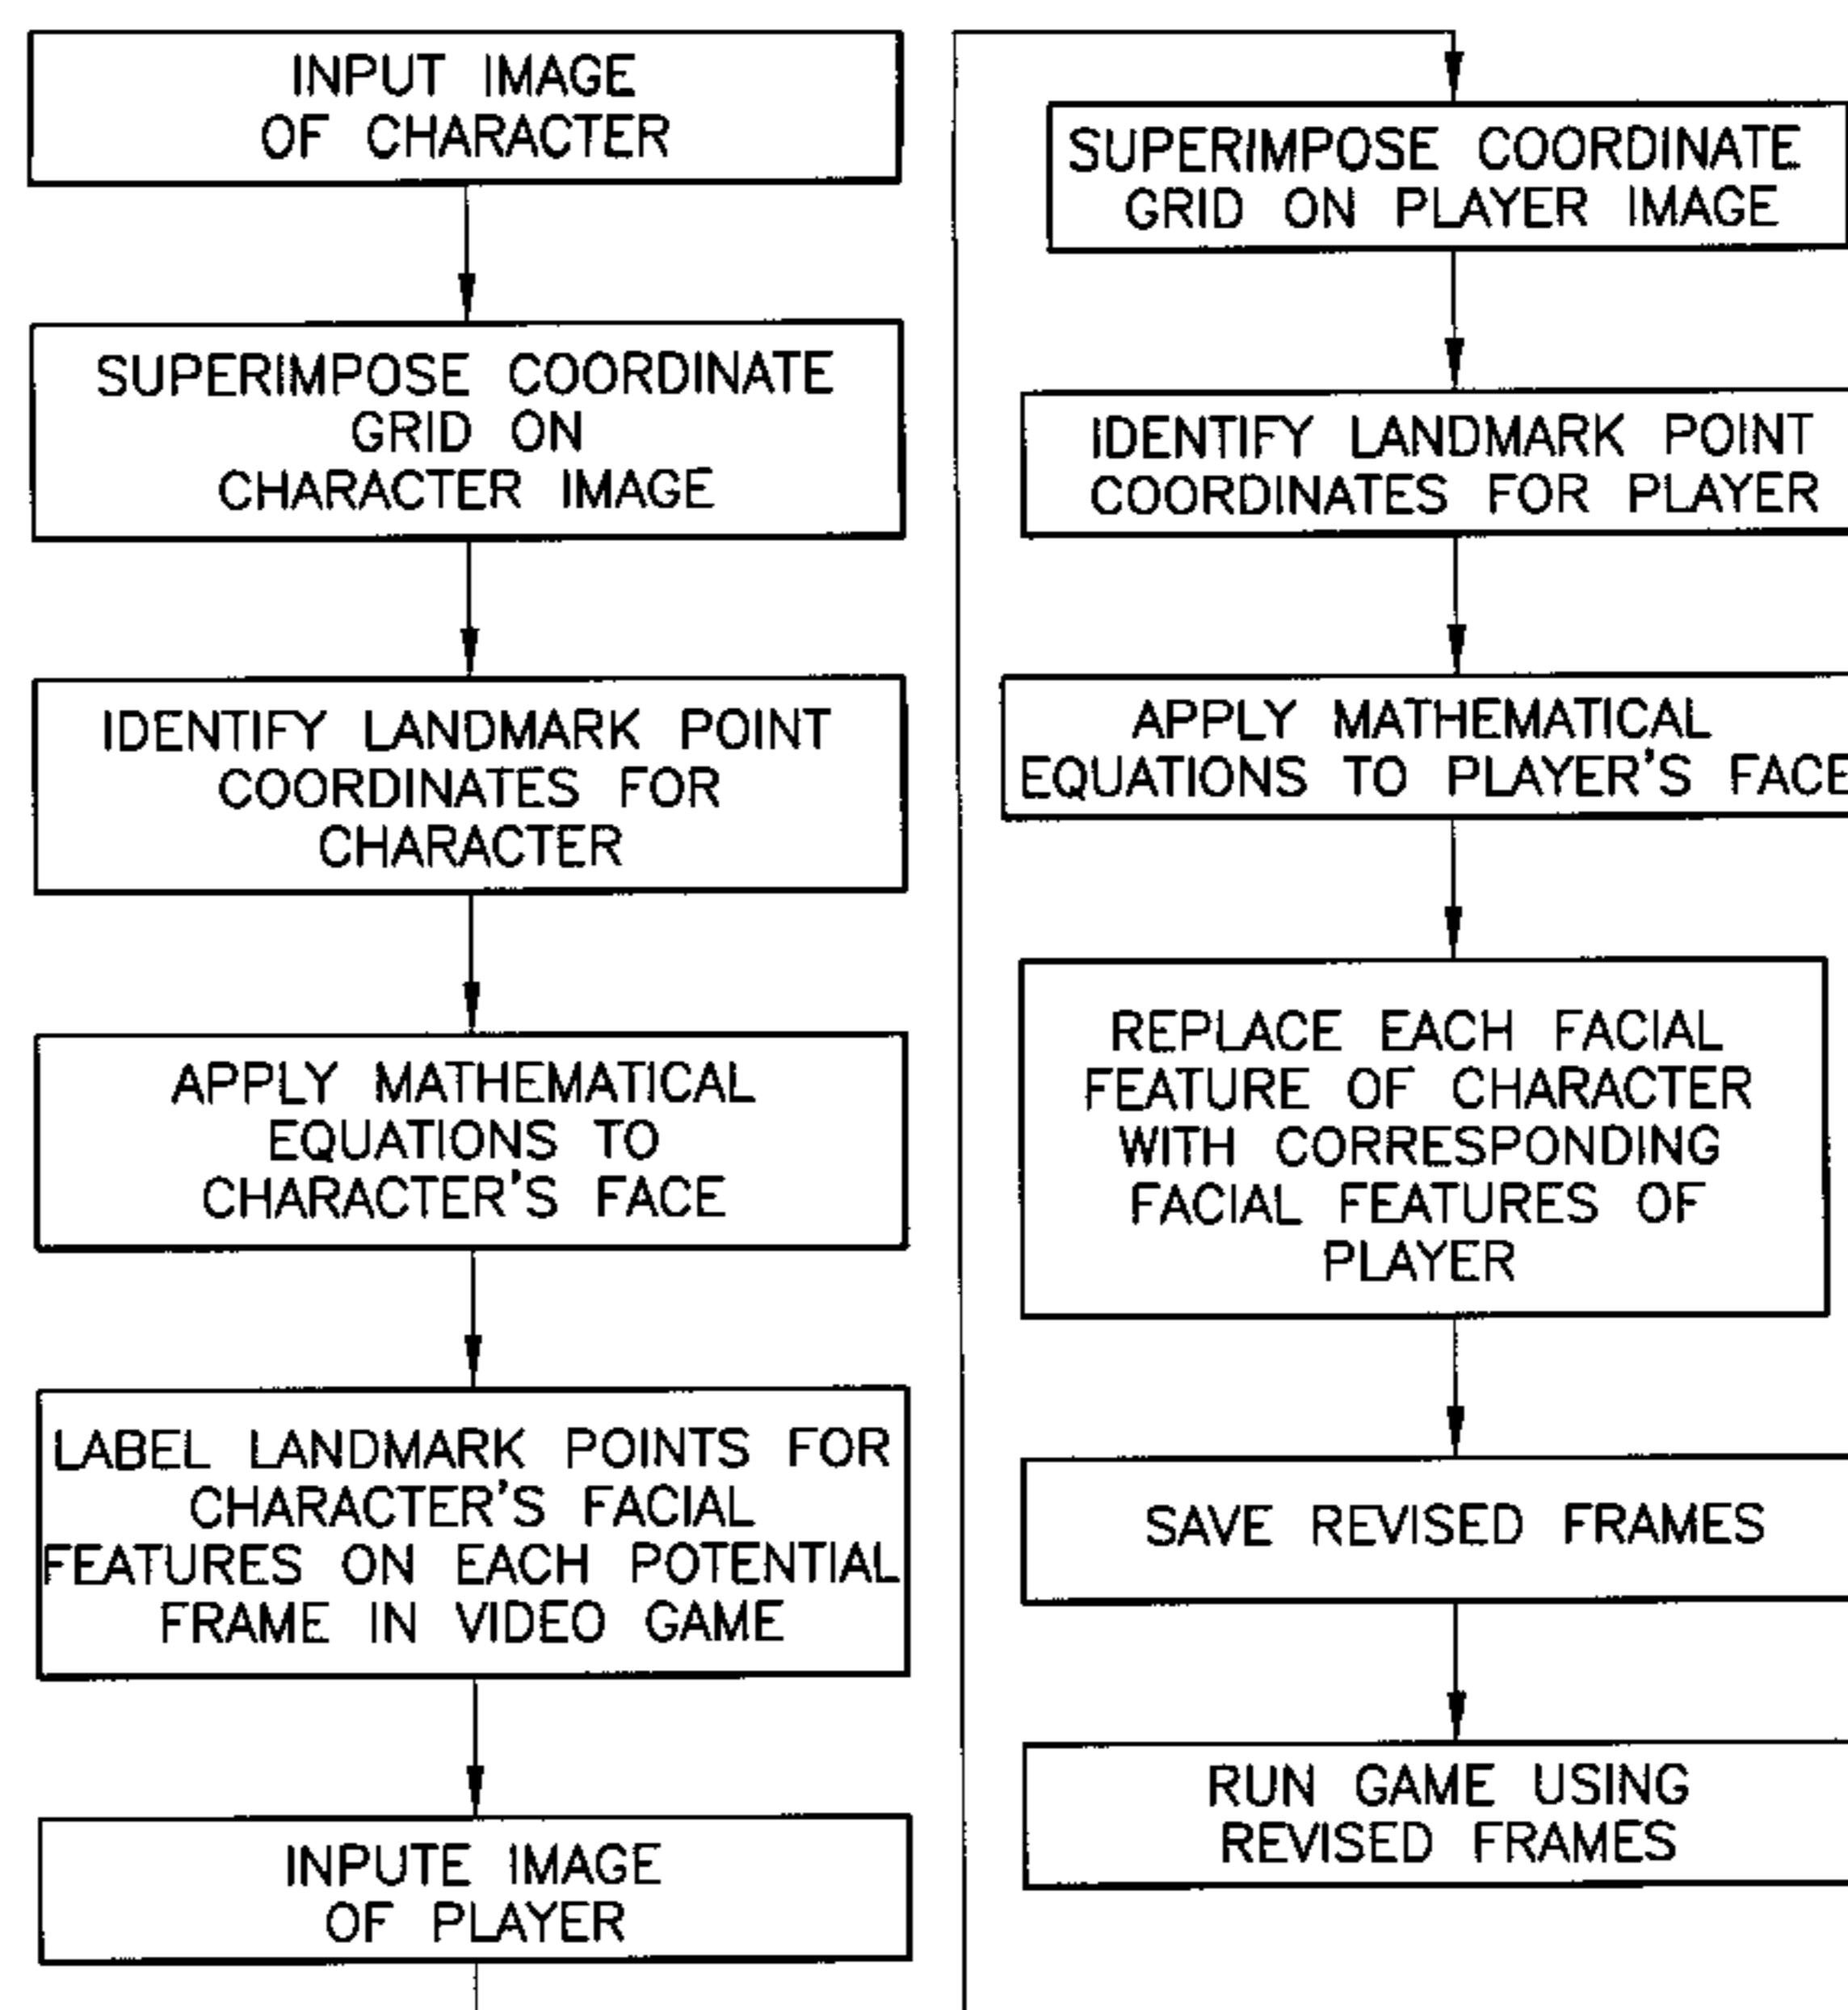 INPUT IMAGE
OF CHARACTER
SUPERIMPOSE COORDINATE
GRID ON
CHARACTER IMAGE
IDENTIFY LANDMARK POINT
COORDINATES FOR
CHARACTER
APPLY MATHEMATICAL
EQUATIONS TO
CHARACTER'S FACE
LABEL LANDMARK POINTS FOR
CHARACTER'S FACIAL
FEATURES ON EACH POTENTIAL
FRAME IN VIDEO GAME
INPUTE IMAGE
OF PLAYER
SUPERIMPOSE COORDINATE
GRID ON PLAYER IMAGE
IDENTIFY LANDMARK POINT
COORDINATES FOR PLAYER
APPLY MATHEMATICAL
EQUATIONS TO PLAYER'S FACE
REPLACE EACH FACIAL
FEATURE OF CHARACTER
WITH CORRESPONDING
FACIAL FEATURES OF
PLAYER
SAVE REVISED FRAMES
RUN GAME USING
REVISED FRAMES